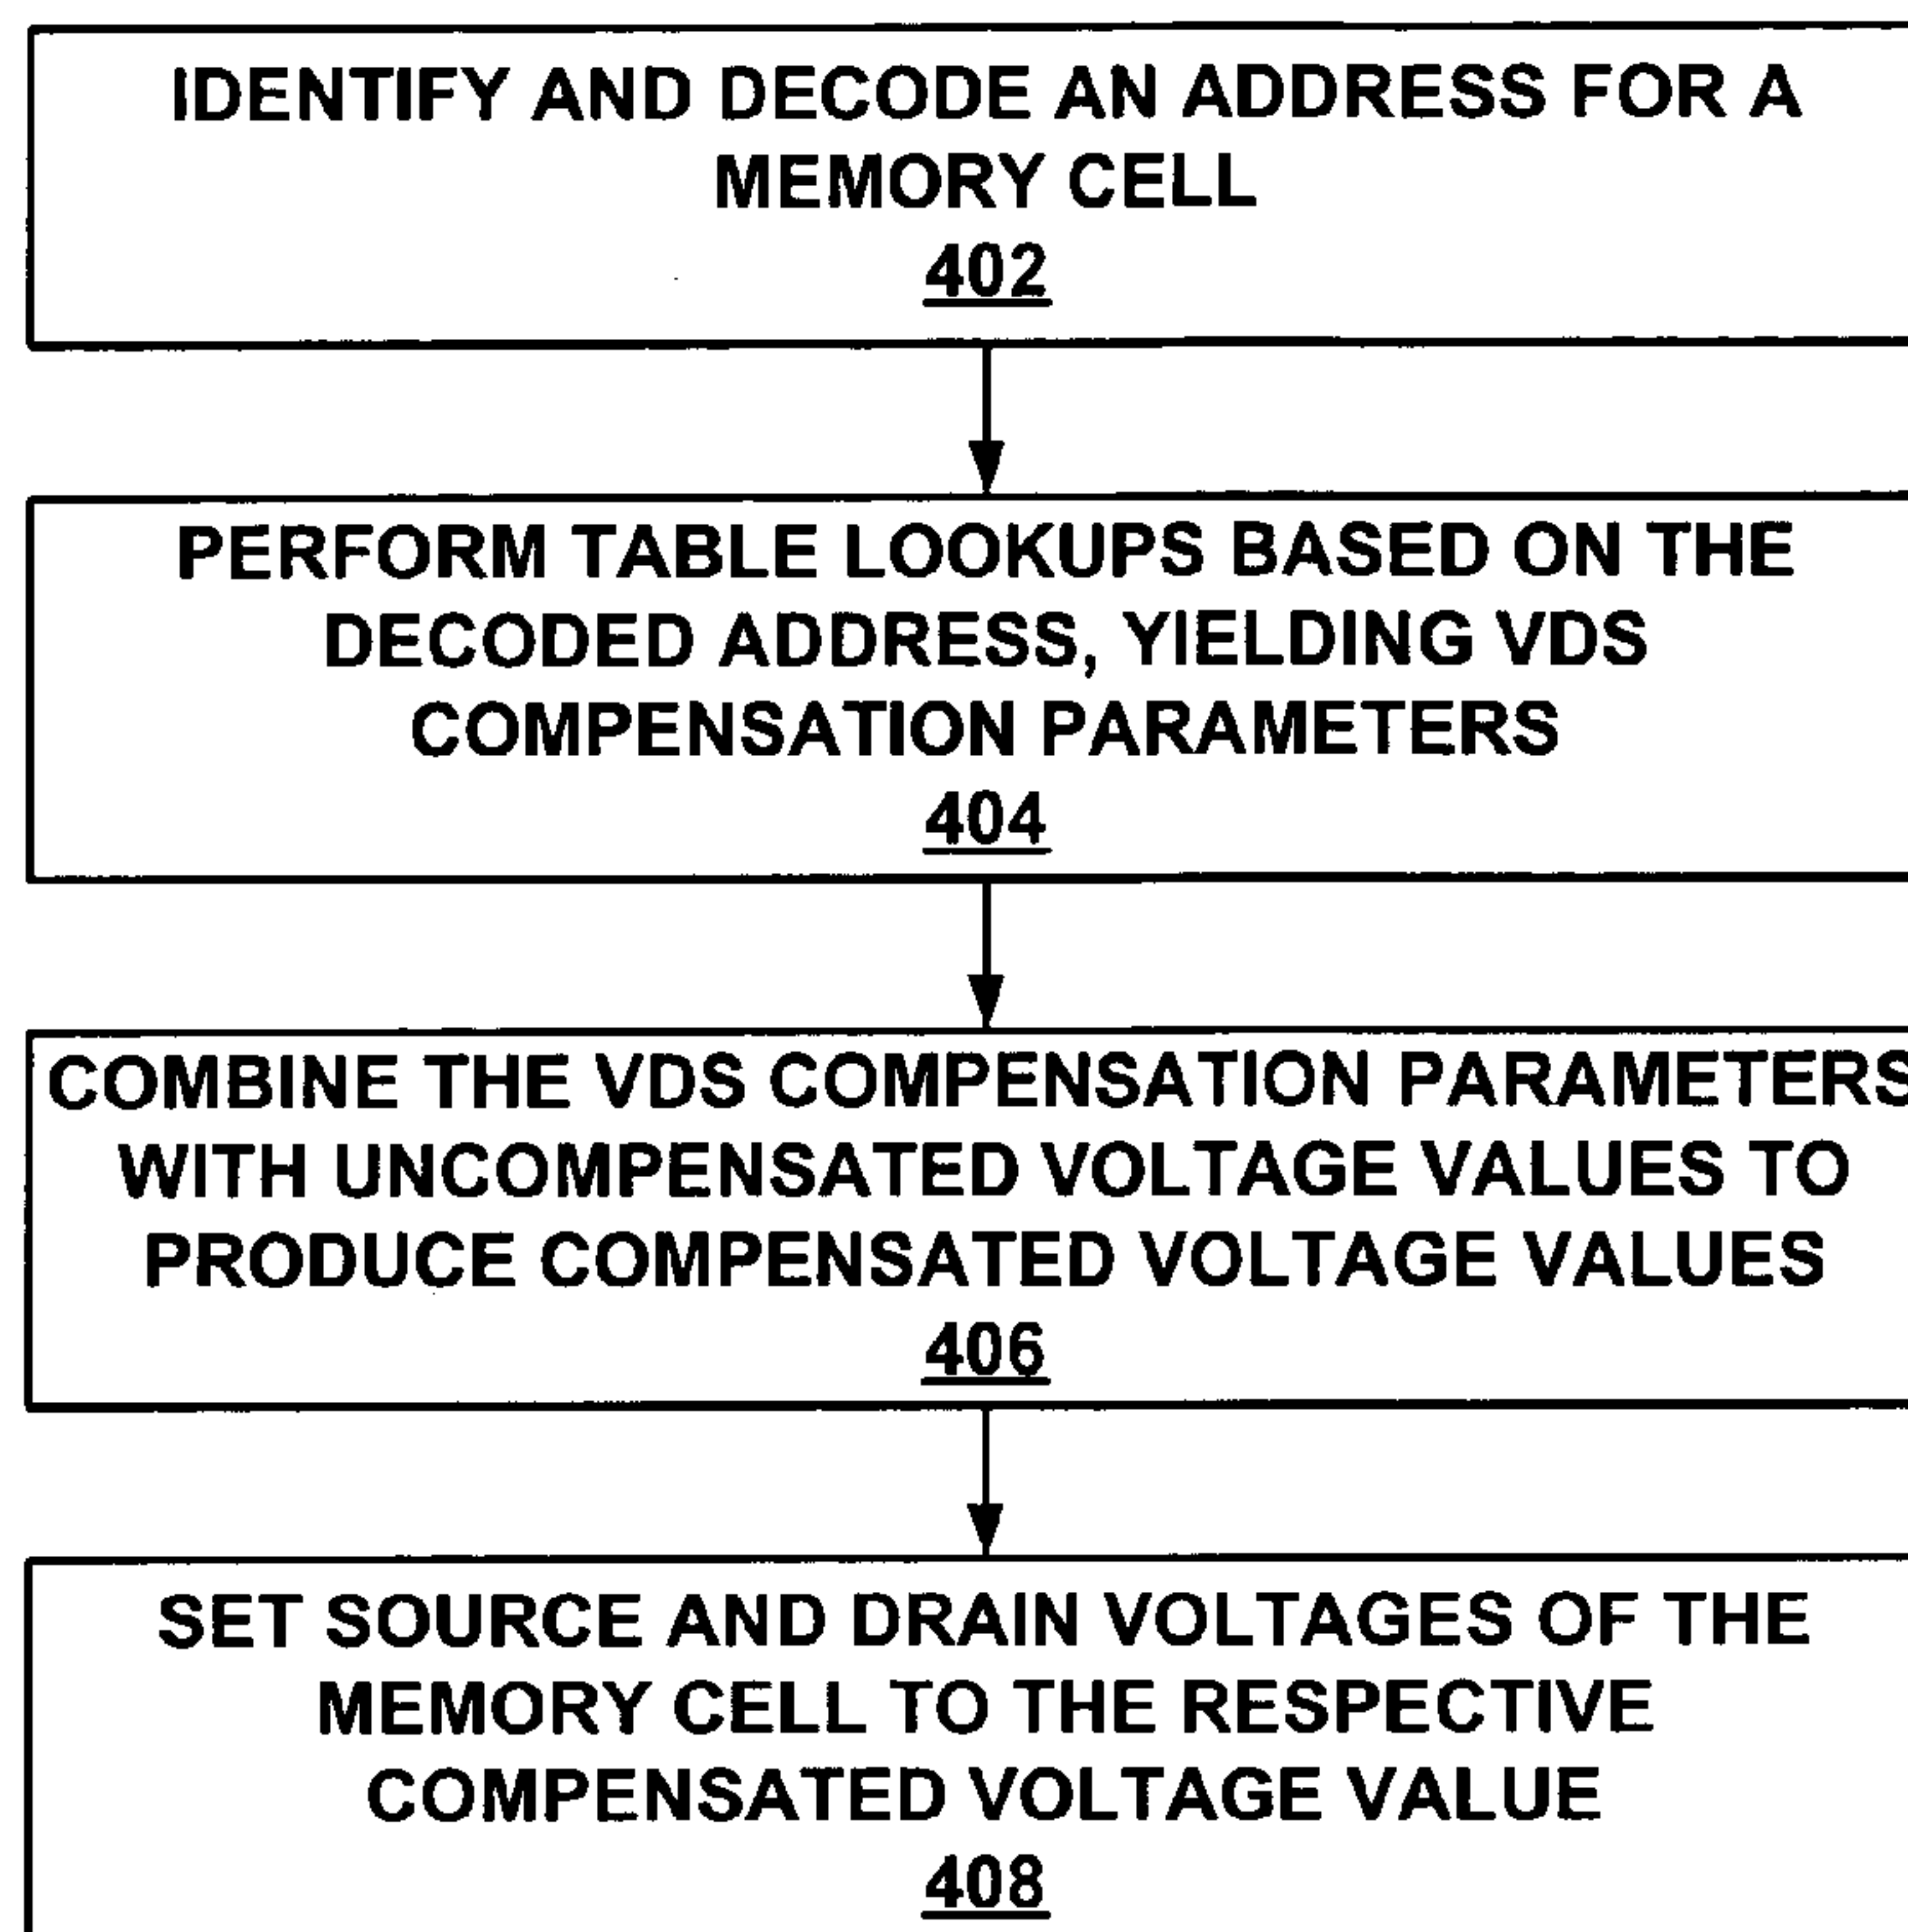 IDENTIFY AND DECODE AN ADDRESS FOR A
MEMORY CELL
402
PERFORM TABLE LOOKUPS BASED ON THE
DECODED ADDRESS, YIELDING VDS
COMPENSATION PARAMETERS
404
COMBINE THE VDS COMPENSATION PARAMETERS
WITH UNCOMPENSATED VOLTAGE VALUES TO
PRODUCE COMPENSATED VOLTAGE VALUES
406
SET SOURCE AND DRAIN VOLTAGES OF THE
MEMORY CELL TO THE RESPECTIVE
COMPENSATED VOLTAGE VALUE
408